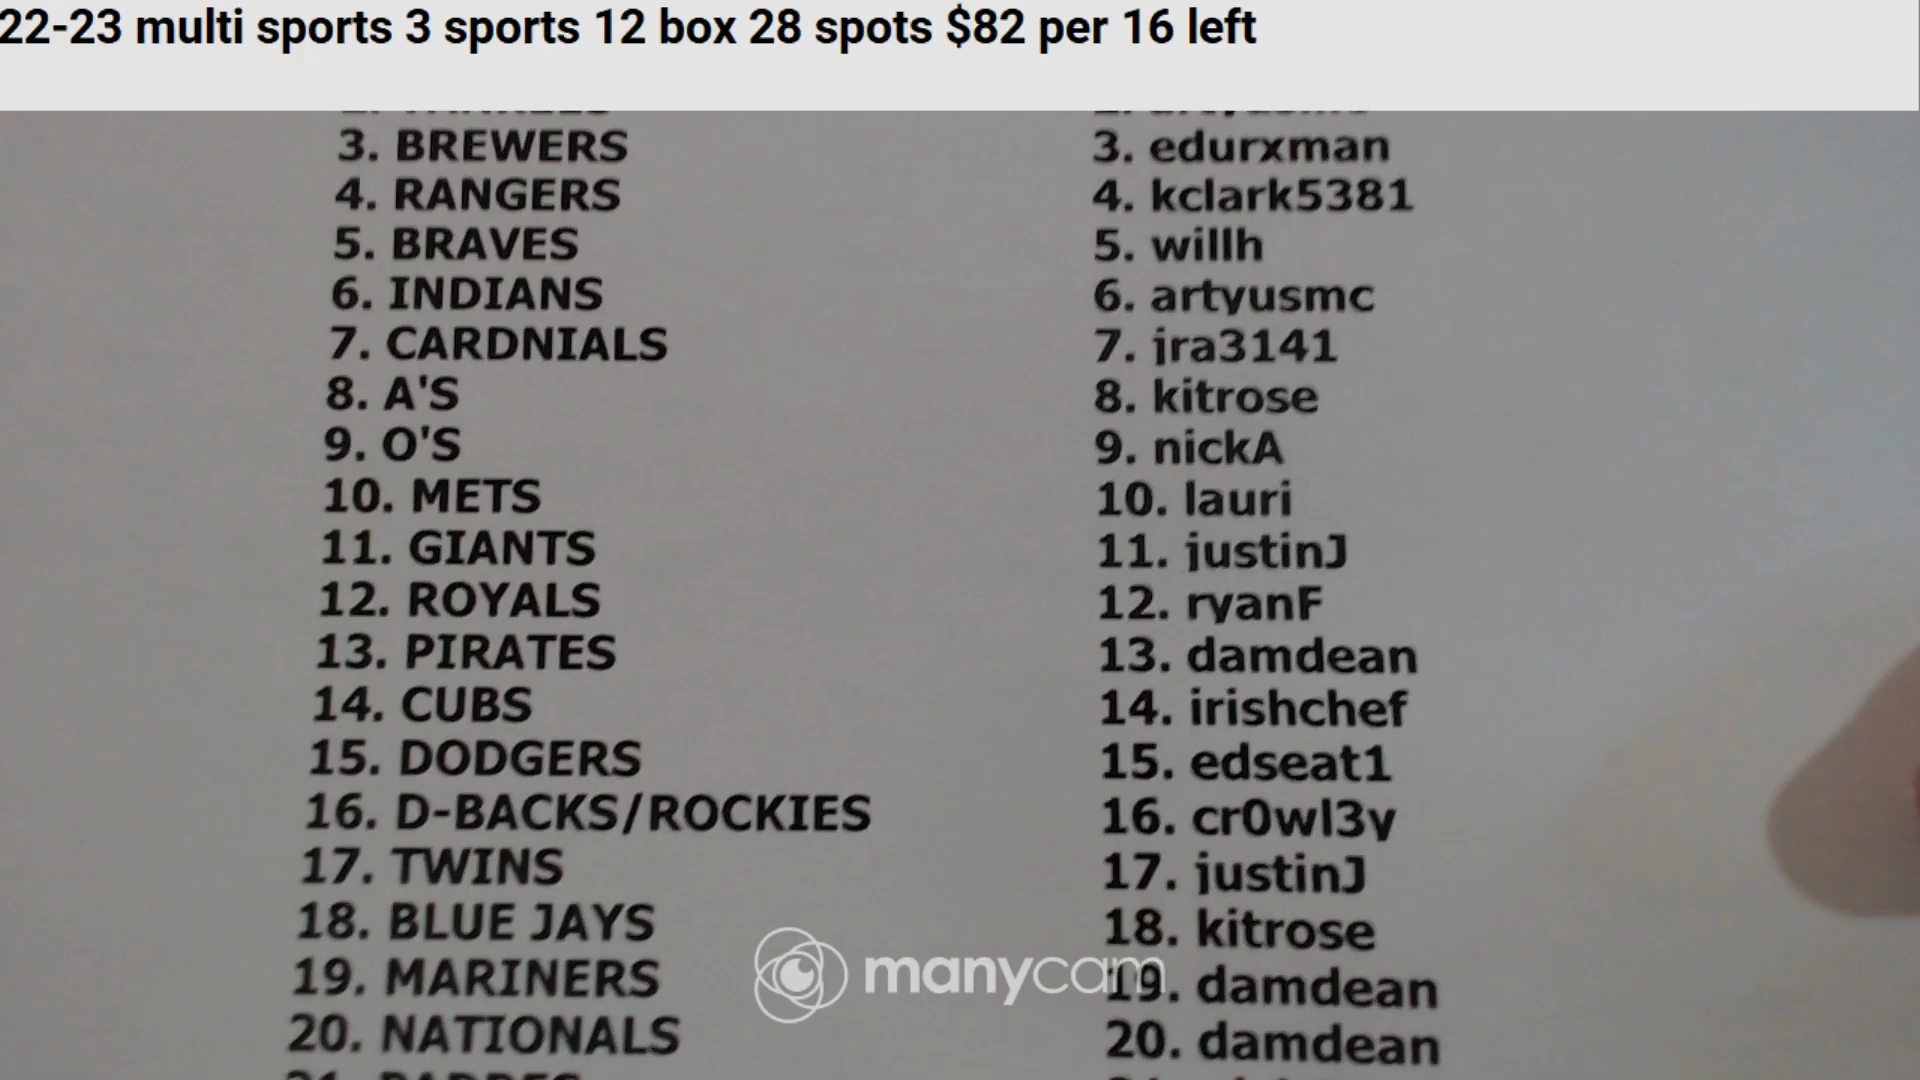 22-23 multi sports 3 sports 12 box 28 spots $82 per 16 left
3. BREWERS 3. edurxman
4. RANGERS 4. kclark5381
5. BRAVES 5. willh
6. INDIANS 6. artyusmc
7. CARDNIALS 7. jra3141
8. A'S 8. kitrose
9. O'S 9. nickA
10. METS 10. lauri
11. GIANTS 11. justinJ
12. ROYALS 12. ryanF
13. PIRATES 13. damdean
14. CUBS 14. irishchef
15. DODGERS 15. edseat1
16. D-BACKS/ROCKIES 16. cr0wl3y
17. TWINS 17. justinJ
18. BLUE JAYS 18. kitrose
manycam
19. MARINERS 19. damdean
20. NATIONALS 20. damdean